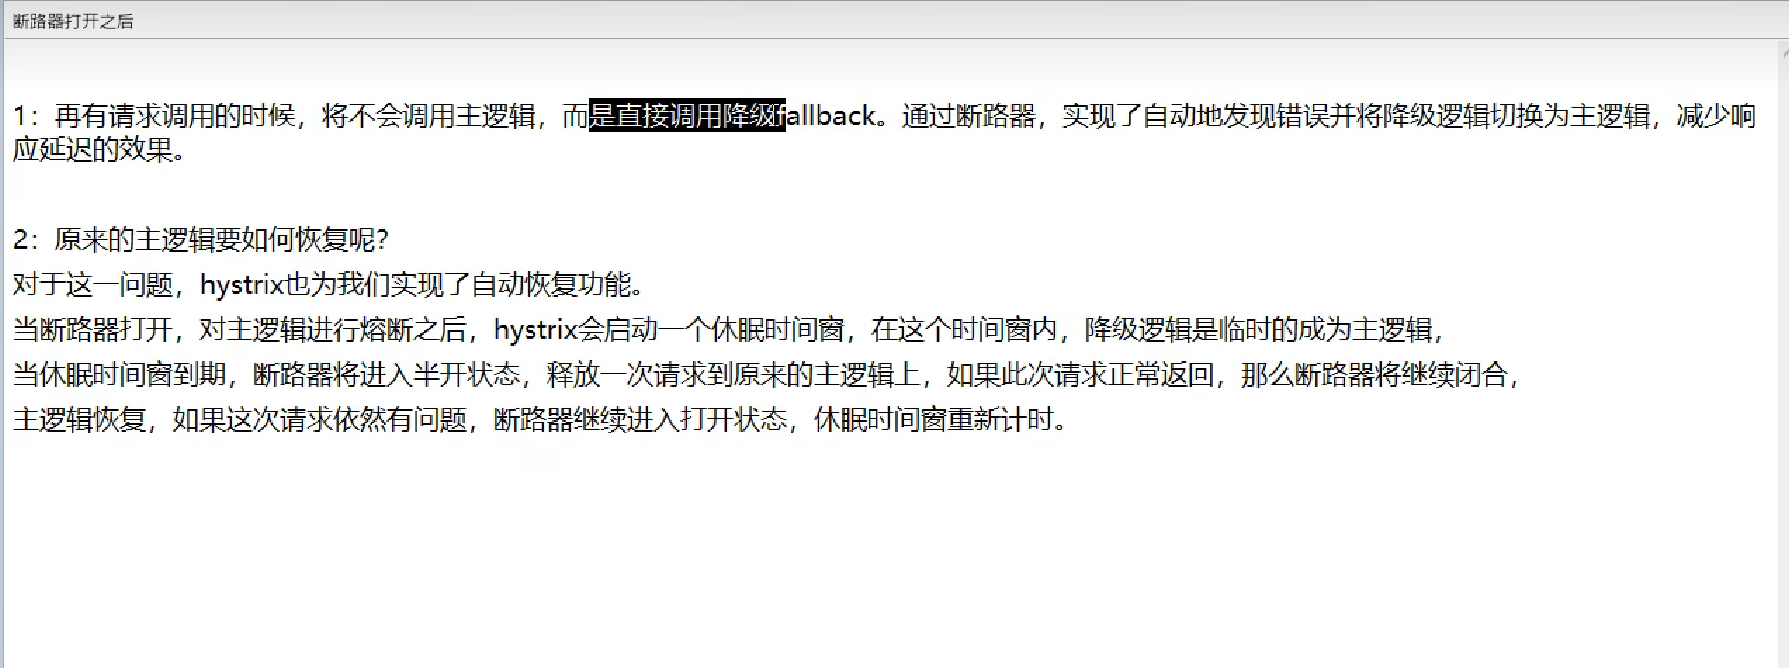 断路器打开之后
1：再有请求调用的时候，将不会调用主逻辑，而是直接调用降级fallback。通过断路器，实现了自动地发现错误并将降级逻辑切换为主逻辑，减少响
应延迟的效果。
2：原来的主逻辑要如何恢复呢？
对于这一问题，hystrix也为我们实现了自动恢复功能。
当断路器打开，对主逻辑进行熔断之后，hystrix会启动一个休眠时间窗，在这个时间窗内，降级逻辑是临时的成为主逻辑，
当休眠时间窗到期，断路器将进入半开状态，释放一次请求到原来的主逻辑上，如果此次请求正常返回，那么断路器将继续闭合，
主逻辑恢复，如果这次请求依然有问题，断路器继续进入打开状态，休眠时间窗重新计时。